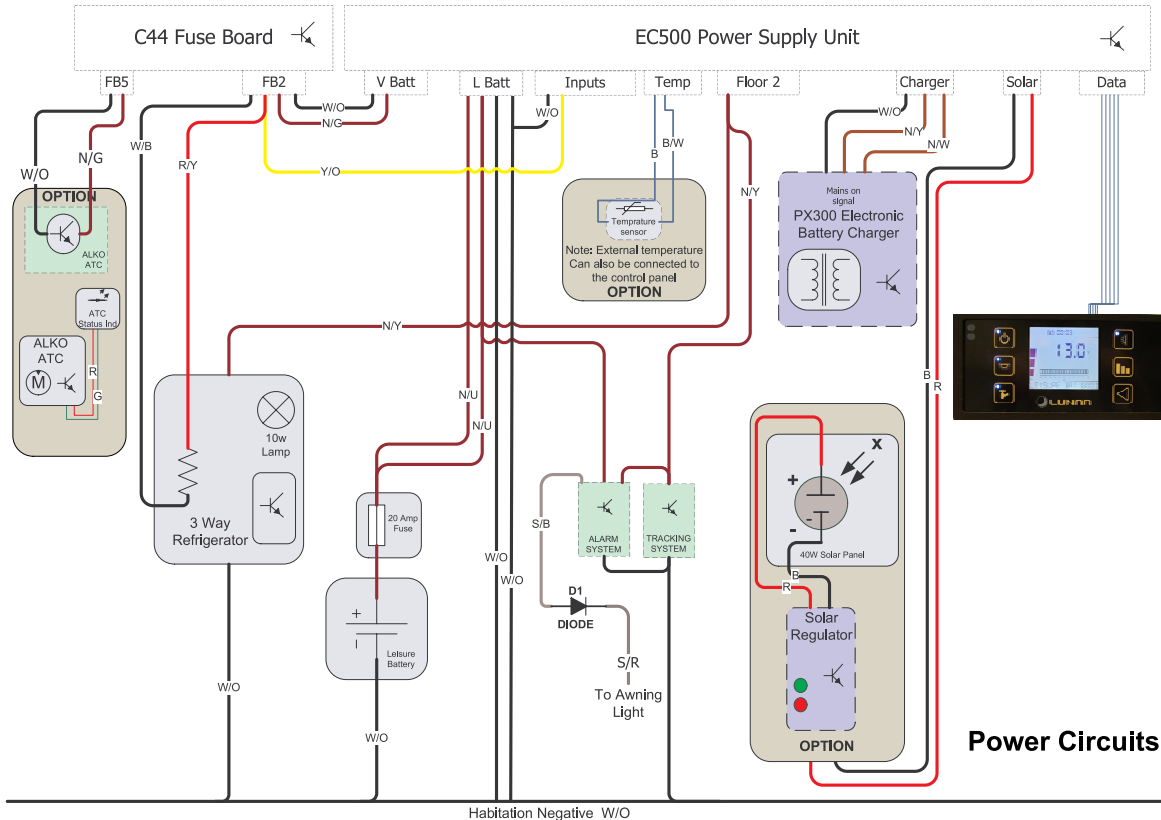 C44 Fuse Board
EC500 Power Supply Unit
FB5
FB2
V Batt
L Batt
Inputs
Temp
Floor 2
Charger
Solar
Data
W/O
N/G
W/O
W/O
N/Y
N/W
B
B/W
W/B
R/Y
Y/O
N/G
W/O
N/Y
OPTION
ALKO
ATC
ATC
Status Ind
ALKO
ATC
M
R
G
Temprature
sensor
Note: External temperature
Can also be connected to
the control panel
OPTION
Mains on
signal
PX300 Electronic
Battery Charger
13.0
LUNAR
N/Y
B
R
N/U
N/U
10w
Lamp
3 Way
Refrigerator
20 Amp
Fuse
S/B
ALARM
SYSTEM
TRACKING
SYSTEM
W/O
W/O
D1
DIODE
S/R
To Awning
Light
+
–
Leisure
Battery
W/O
W/O
X
+
-
-
40W Solar Panel
B
R
Solar
Regulator
OPTION
Power Circuits
Habitation Negative W/O